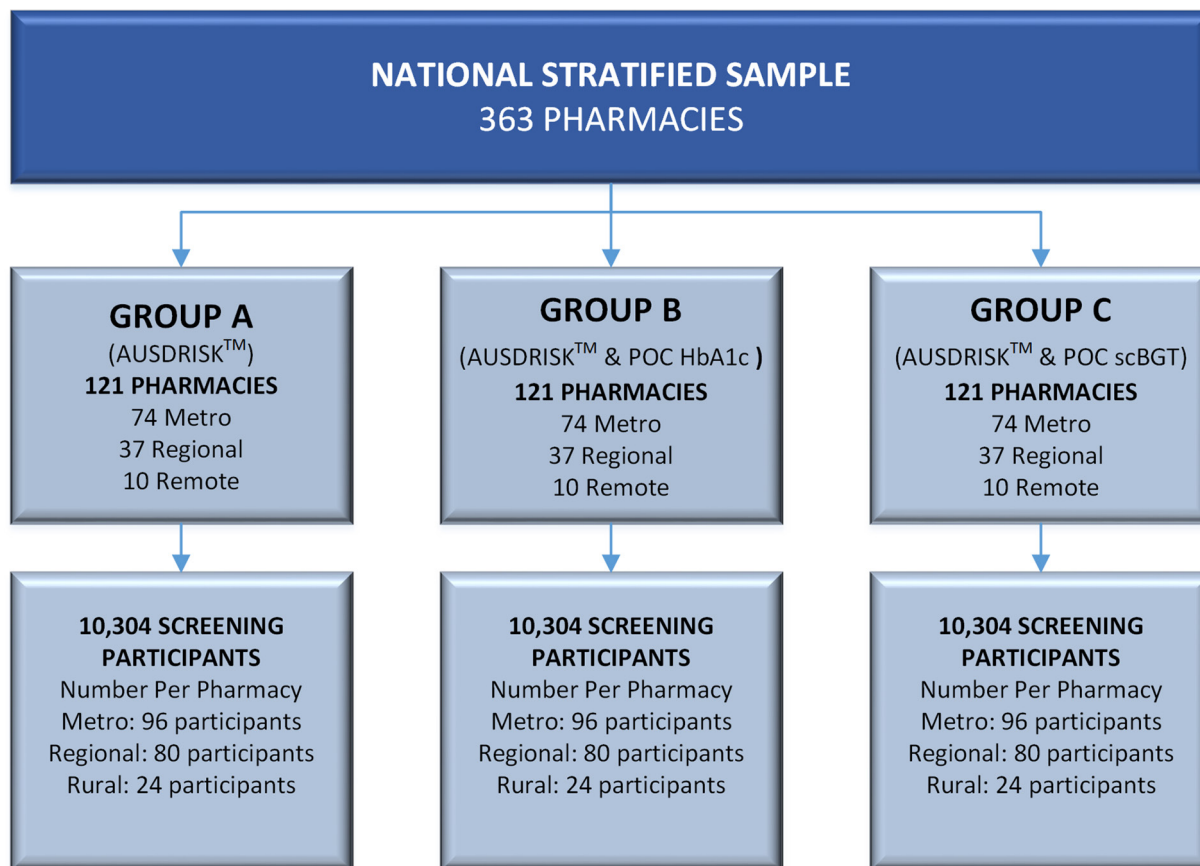 NATIONAL STRATIFIED SAMPLE
363 PHARMACIES
GROUP A
(AUSDRISK™)
121 PHARMACIES
74 Metro
37 Regional
10 Remote
GROUP B
(AUSDRISK™ & POC HbA1c )
121 PHARMACIES
74 Metro
37 Regional
10 Remote
GROUP C
(AUSDRISK™ & POC scBGT)
121 PHARMACIES
74 Metro
37 Regional
10 Remote
10,304 SCREENING
PARTICIPANTS
Number Per Pharmacy
Metro: 96 participants
Regional: 80 participants
Rural: 24 participants
10,304 SCREENING
PARTICIPANTS
Number Per Pharmacy
Metro: 96 participants
Regional: 80 participants
Rural: 24 participants
10,304 SCREENING
PARTICIPANTS
Number Per Pharmacy
Metro: 96 participants
Regional: 80 participants
Rural: 24 participants